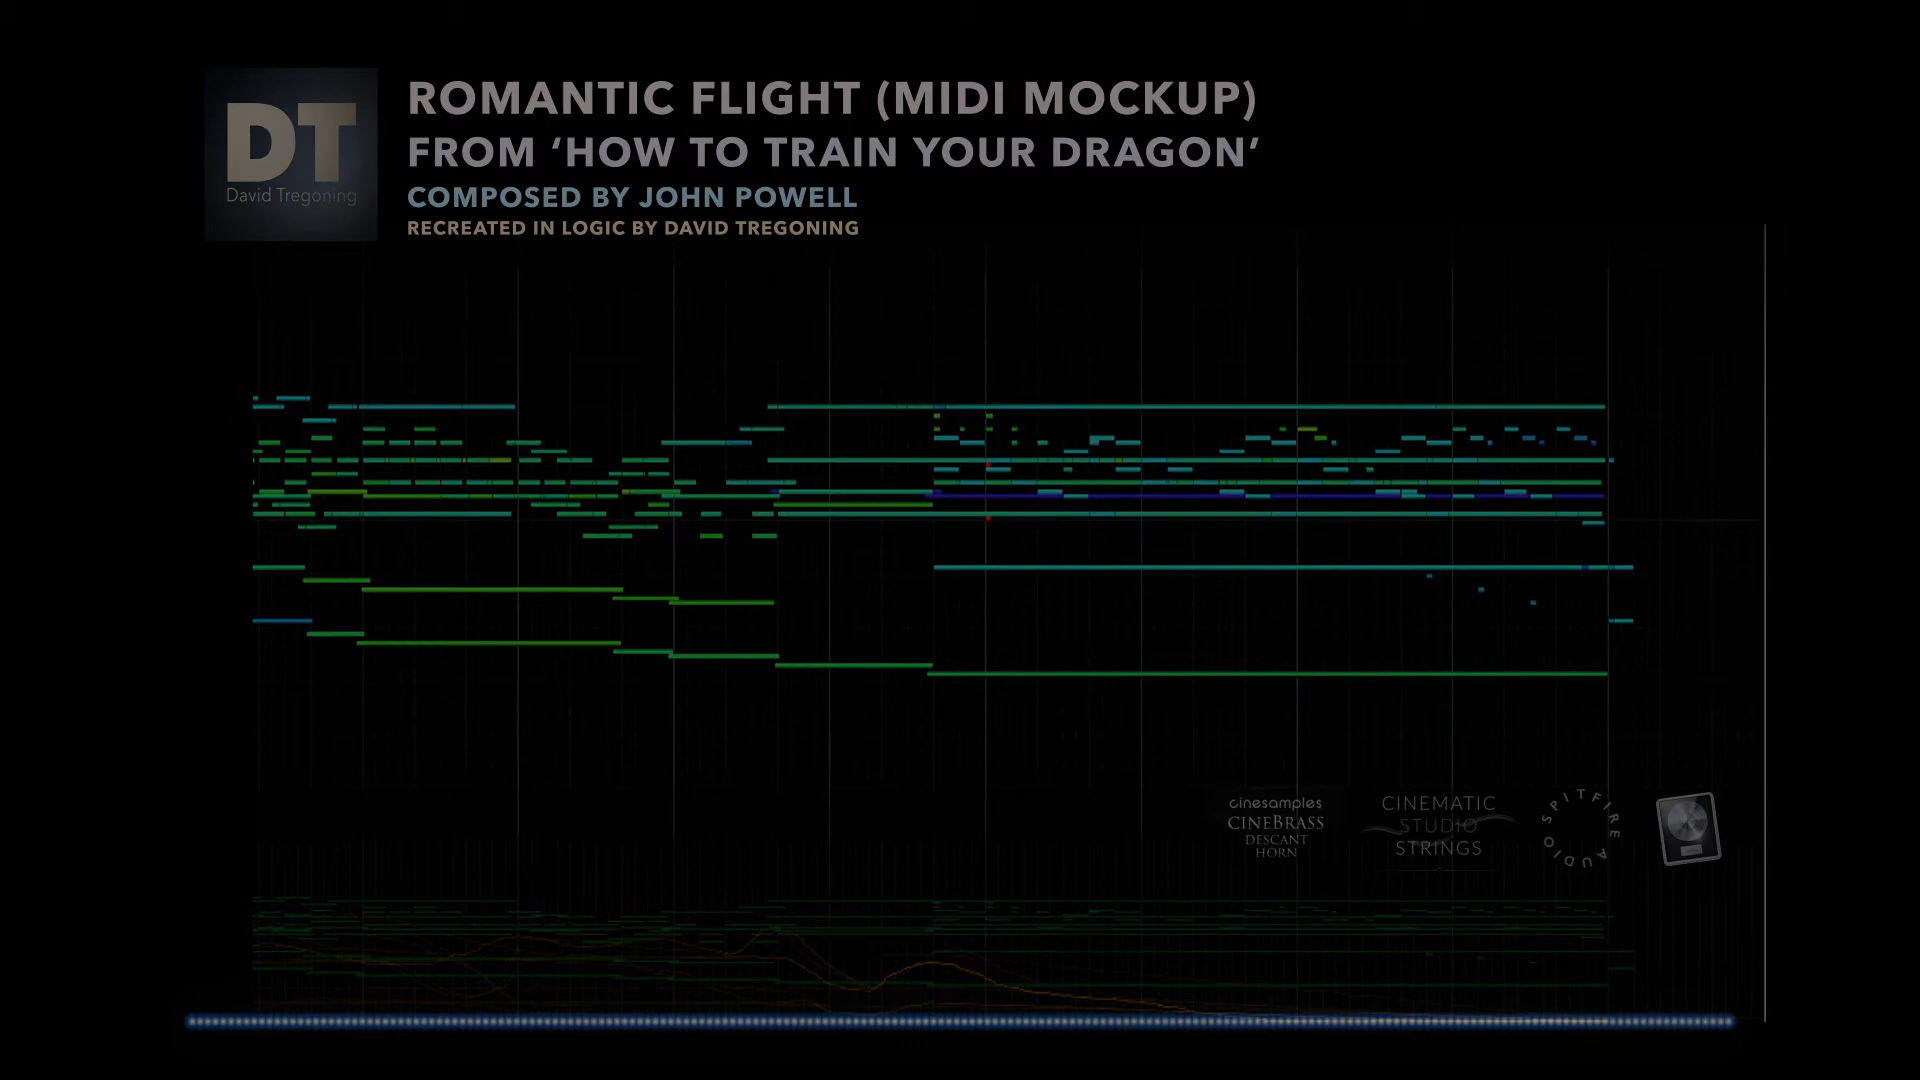 DT
David Tregoning
ROMANTIC FLIGHT (MIDI MOCKUP)
FROM ‘HOW TO TRAIN YOUR DRAGON’
COMPOSED BY JOHN POWELL
RECREATED IN LOGIC BY DAVID TREGONING
cinesamples
CINEBRASS
DESCANT
HORN
CINEMATIC
STUDIO
STRINGS
SPITFIRE AUDIO